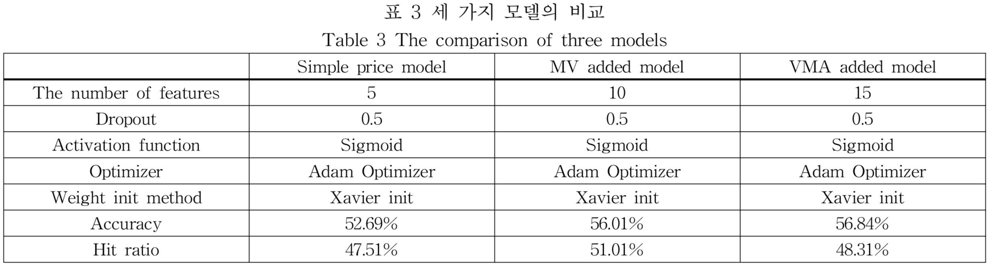 표 3 세 가지 모델의 비교
Table 3 The comparison of three models
Simple price model MV added model VMA added model
The number of features 5 10 15
Dropout 0.5 0.5 0.5
Activation function Sigmoid Sigmoid Sigmoid
Optimizer Adam Optimizer Adam Optimizer Adam Optimizer
Weight init method Xavier init Xavier init Xavier init
Accuracy 52.69% 56.01% 56.84%
Hit ratio 47.51% 51.01% 48.31%